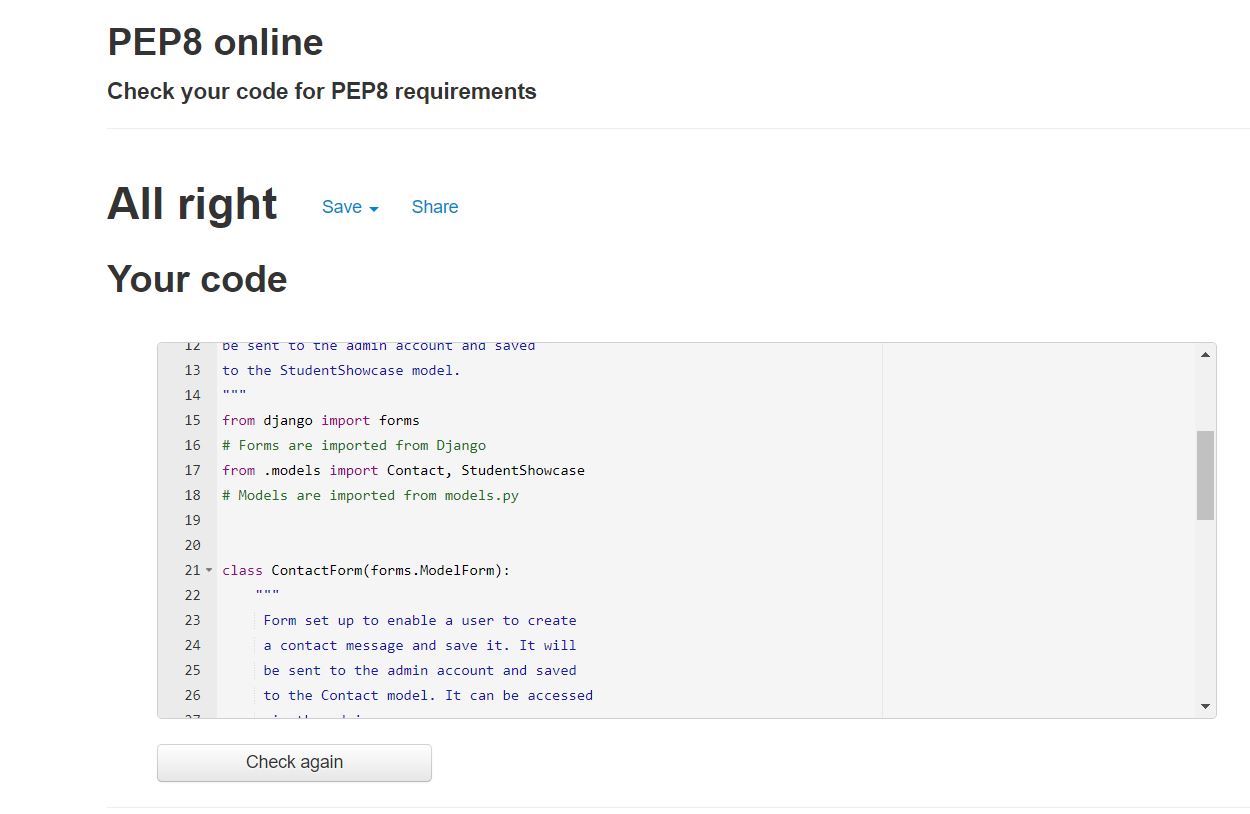 PEP8 online
Check your code for PEP8 requirements
All right Save Share
Your code
12 be sent to the admin account and saved
13 to the StudentShowcase model.
14 """
15 from django import forms
16 # Forms are imported from Django
17 from .models import Contact, StudentShowcase
18 # Models are imported from models.py
19
20
21 class ContactForm(forms.ModelForm):
22 """
23 Form set up to enable a user to create
24 a contact message and save it. It will
25 be sent to the admin account and saved
26 to the Contact model. It can be accessed
27
Check again